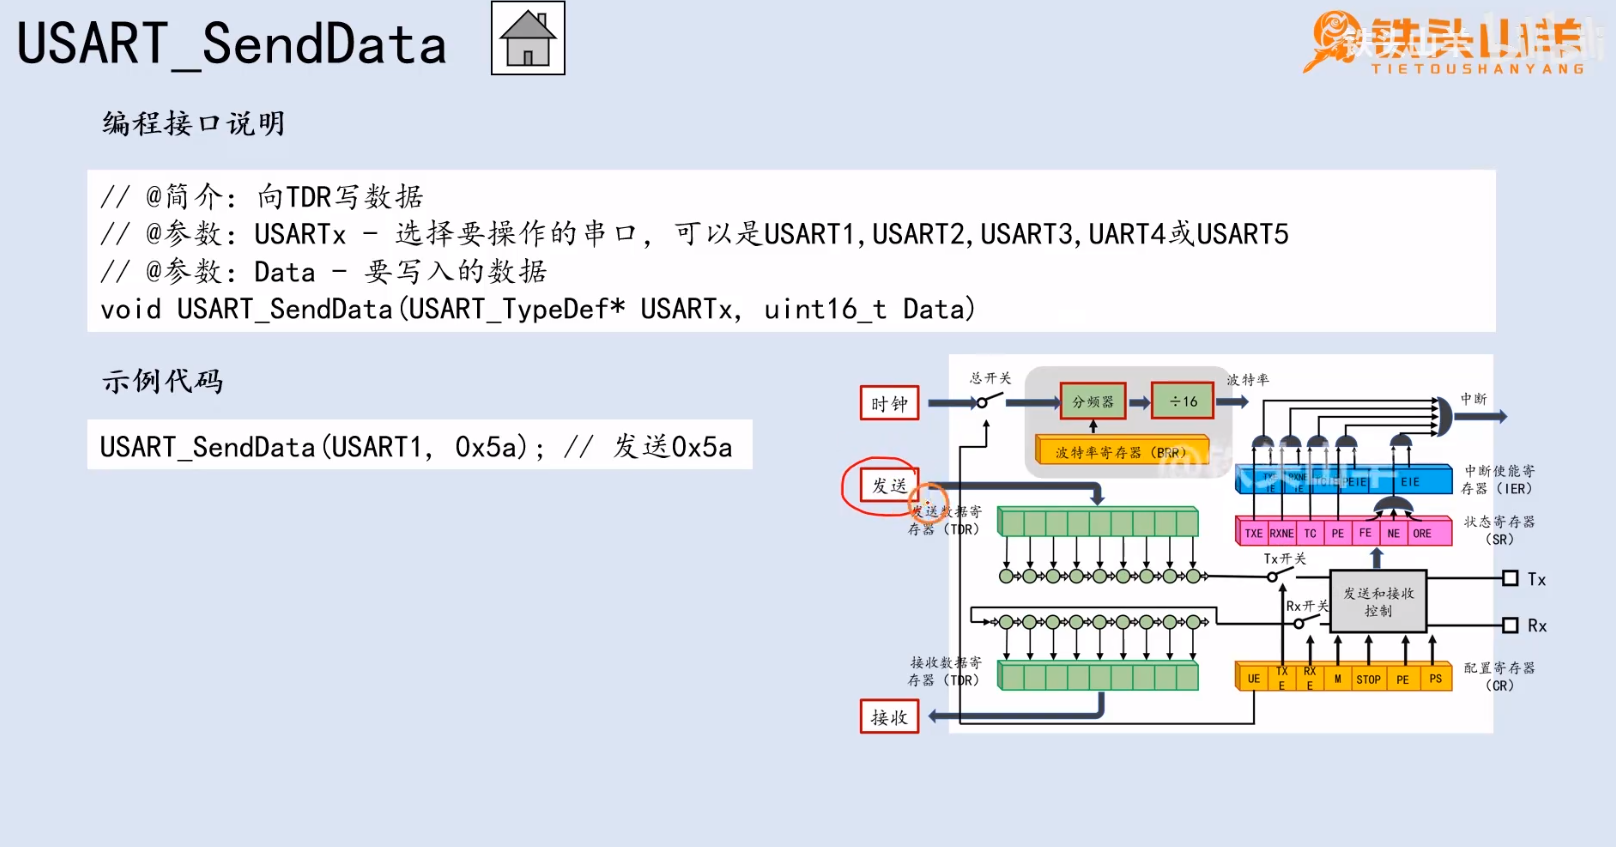 USART_SendData
铁头山羊
TIETOUSHANYANG
编程接口说明
// @简介：向TDR写数据
// @参数：USARTx - 选择要操作的串口，可以是USART1,USART2,USART3,UART4或USART5
// @参数：Data - 要写入的数据
void USART_SendData(USART_TypeDef* USARTx, uint16_t Data)
示例代码
USART_SendData(USART1, 0x5a); // 发送0x5a
时钟
总开关
分频器
÷16
波特率
波特率寄存器（BRR）
中断
发送
发送数据寄
存器（TDR）
PEIE
EIE
中断使能寄
存器（IER）
TXE RXNE TC PE FE NE ORE
状态寄存器
（SR）
Tx开关
发送和接收
控制
Tx
Rx开关
Rx
接收数据寄
存器（TDR）
UE TX
E RX
E M STOP PE PS
配置寄存器
（CR）
接收